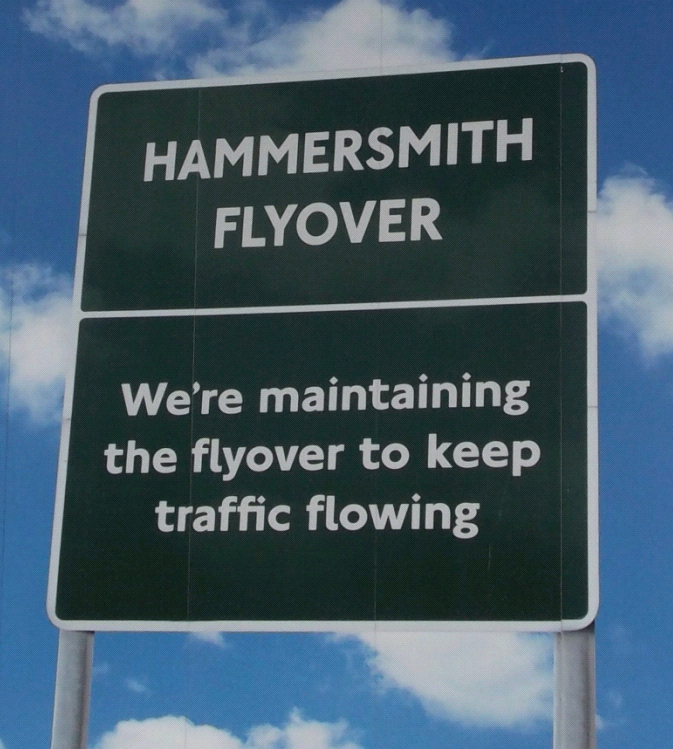 HAMMERSMITH
FLYOVER
We're maintaining
the flyover to keep
traffic flowing